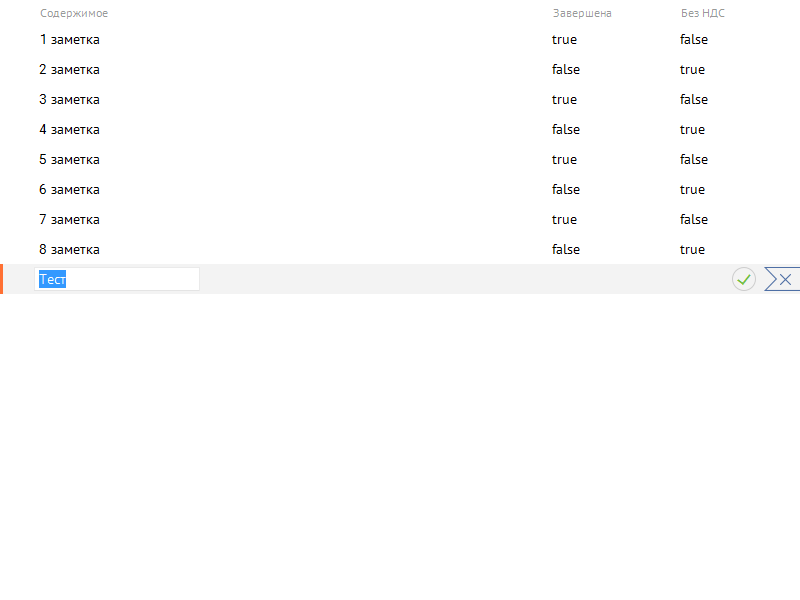 Содержимое Завершена Без НДС
1 заметка true false
2 заметка false true
3 заметка true false
4 заметка false true
5 заметка true false
6 заметка false true
7 заметка true false
8 заметка false true
Тест